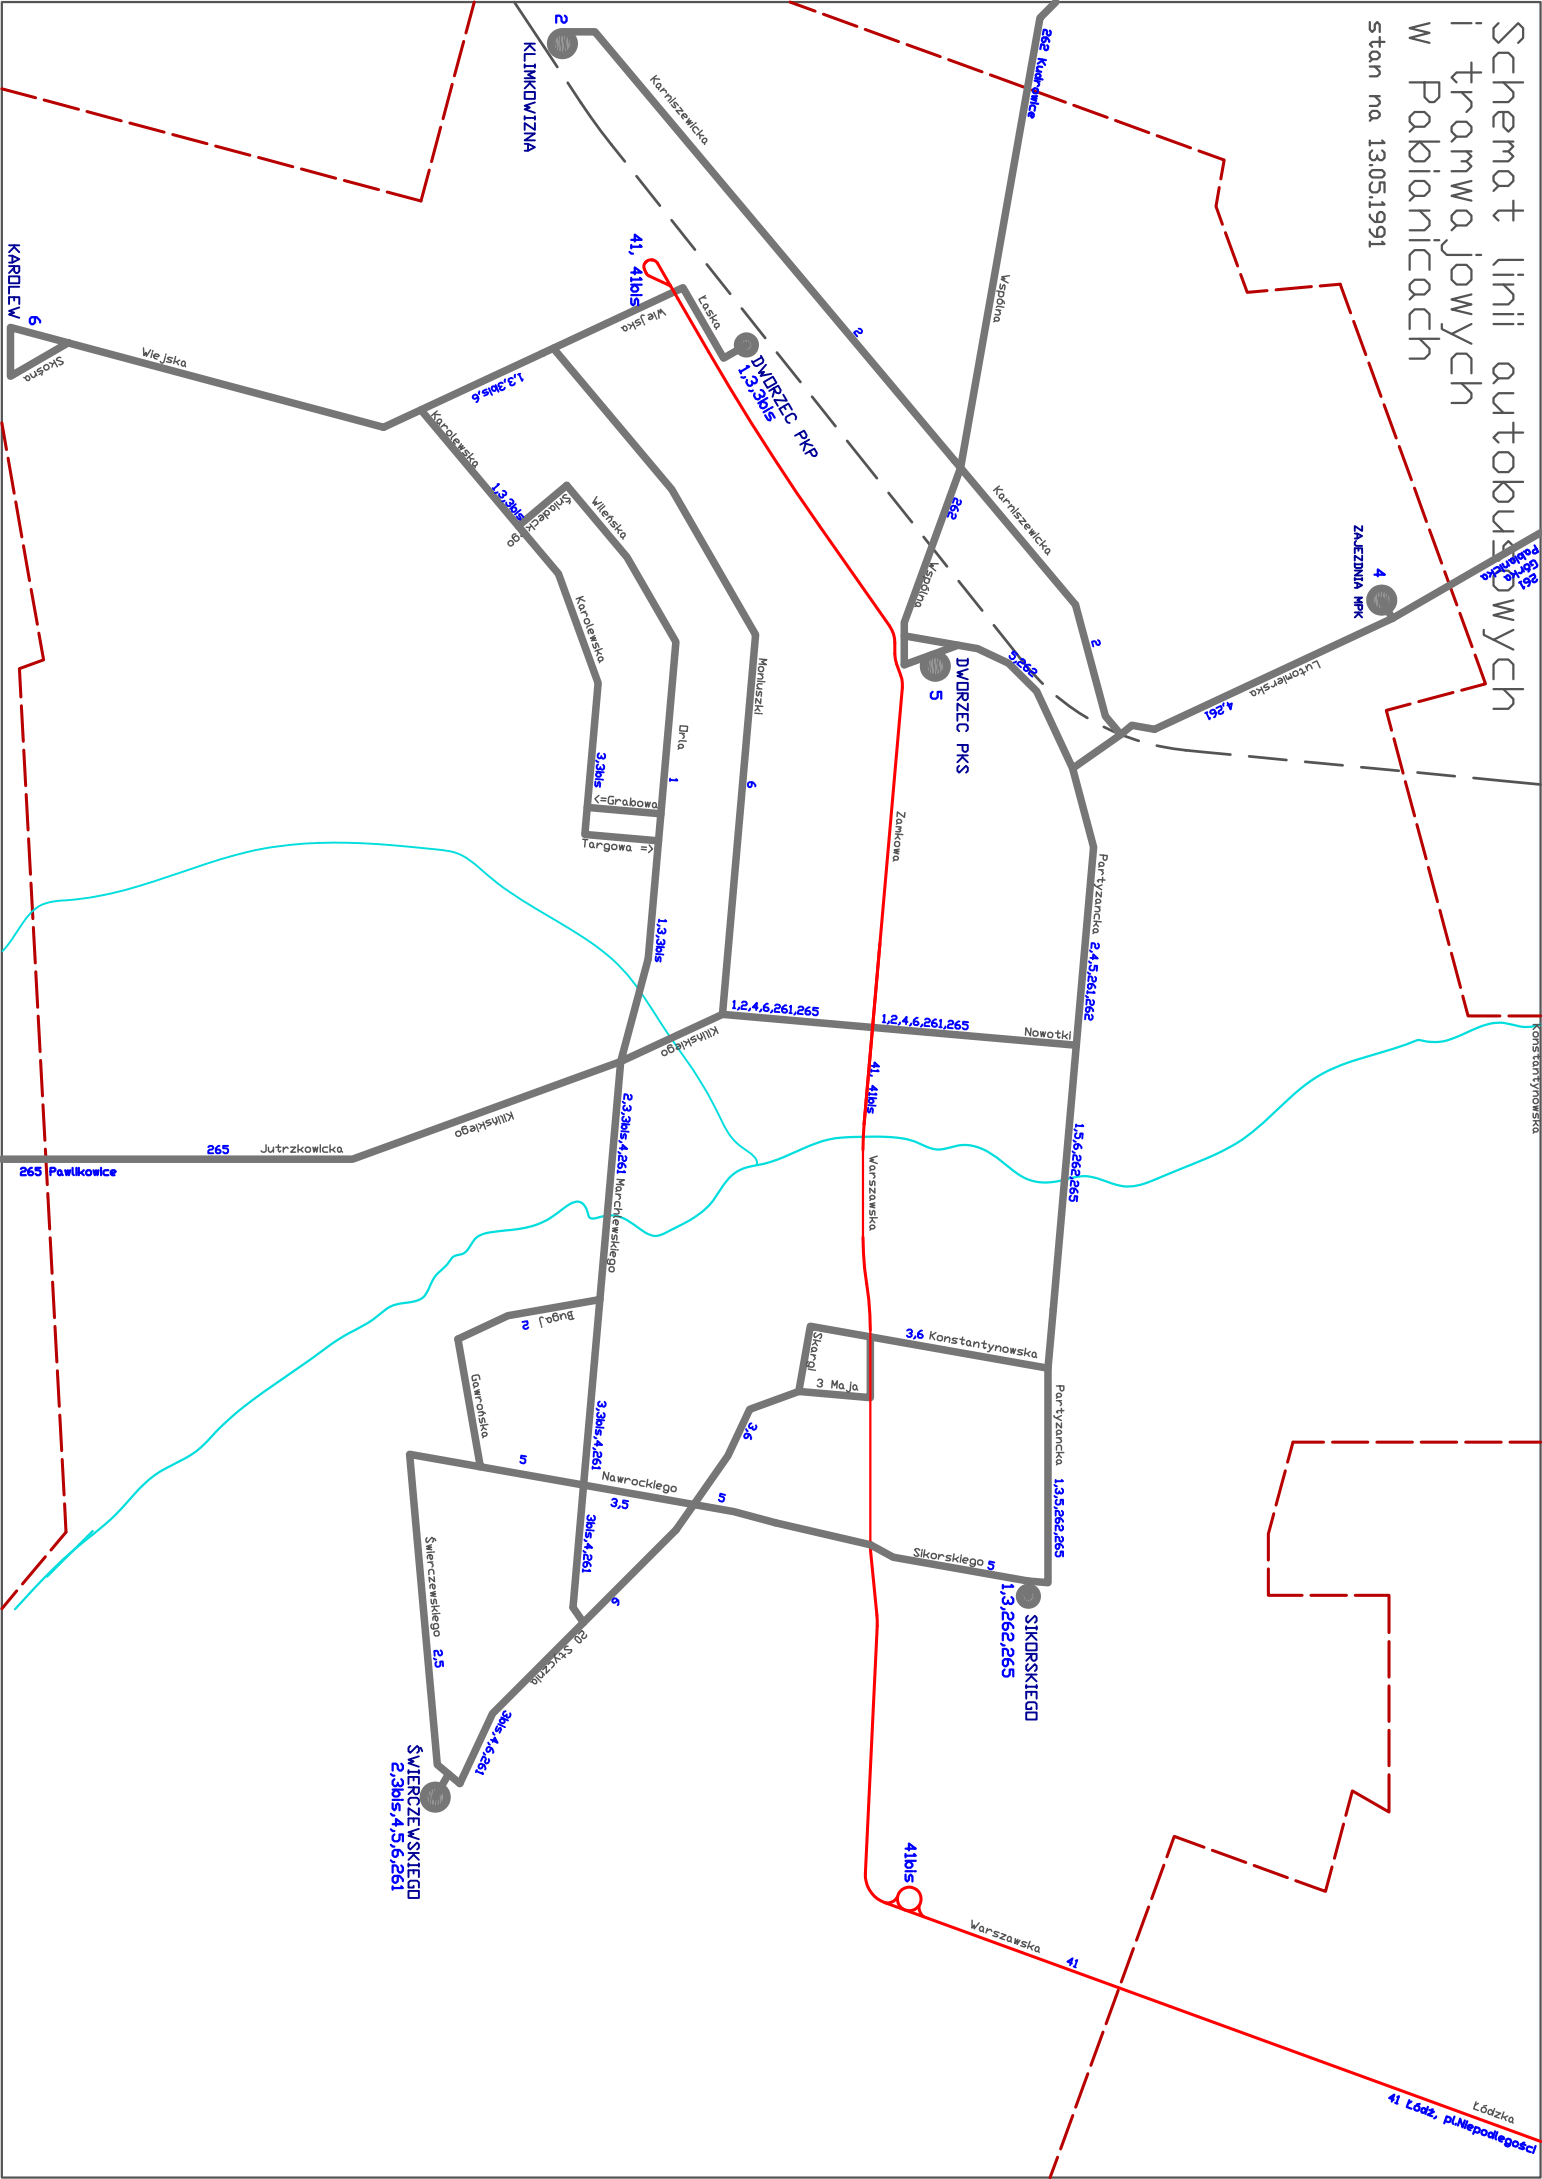 Schemat linii autobusowych
i tramwajowych
w Pabianicach
stan na 13.05.1991
KLIMKOWIZNA
2
Karniszewicka
2
Karniszewicka
2
262 Kudrowice
Wspólna
262
Wspólna
5,262
DWORZEC PKS
5
ZAJEZDNIA MPK
4
261
Górka
Pabianicka
Lutomierska
4,261
41, 41bis
Łaska
DWORZEC PKP
1,3,3bis
Wiejska
1,3,3bis,6
KAROLEW
6
Skośna
Wiejska
Karolewska
1,3,3bis
Śniadeckiego
Wileńska
Karolewska
3,3bis
<=Grabowa
Targowa =>
Orla
1
1,3,3bis
Moniuszki
6
Zamkowa
Partyzancka
2,4,5,261,262
1,2,4,6,261,265
1,2,4,6,261,265
Nowotki
Kilińskiego
Kilińskiego
Jutrzkowicka
265
265 Pawlikowice
41, 41bis
Warszawska
1,5,6,262,265
Konstantynowska
2,3,3bis,4,261
Marchlewskiego
Bugaj
2
Gawrońska
3,3bis,4,261
3bis,4,261
5
Nawrockiego
3,5
5
Skargi
3 Maja
3,6
Konstantynowska
3,6
Partyzancka
1,3,5,262,265
Sikorskiego
5
SIKORSKIEGO
1,3,262,265
Świerczewskiego
2,5
6
20 Stycznia
3bis,4,6,261
ŚWIERCZEWSKIEGO
2,3bis,4,5,6,261
41bis
Warszawska
41
Łódzka
41 Łódź, pl.Niepodległości